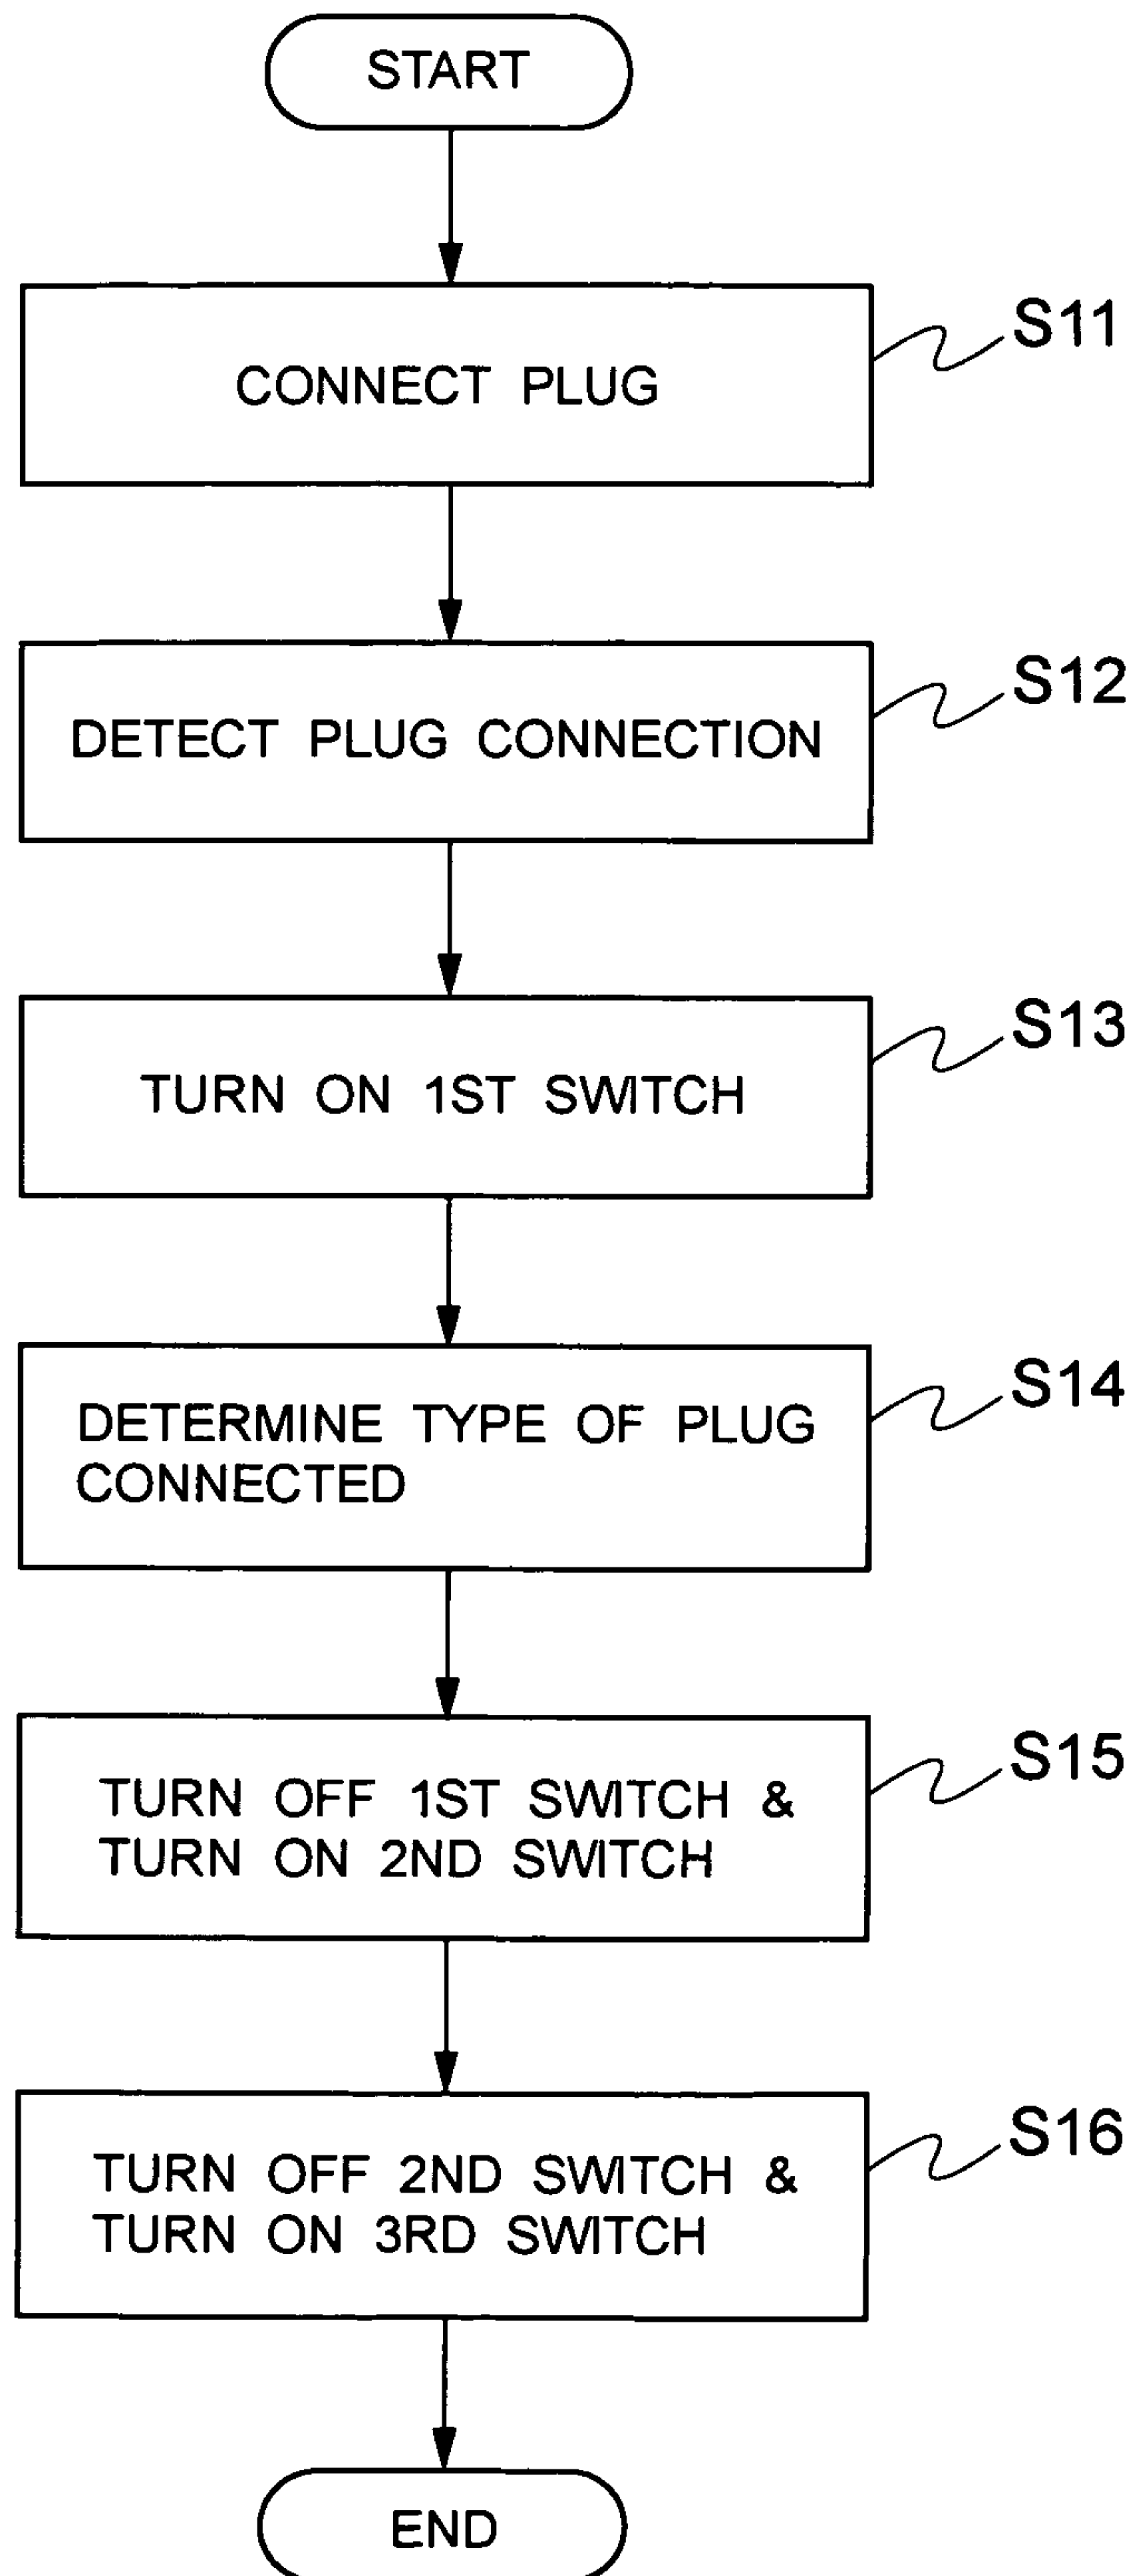 START
CONNECT PLUG
S11
DETECT PLUG CONNECTION
S12
TURN ON 1ST SWITCH
S13
DETERMINE TYPE OF PLUG
CONNECTED
S14
TURN OFF 1ST SWITCH &
TURN ON 2ND SWITCH
S15
TURN OFF 2ND SWITCH &
TURN ON 3RD SWITCH
S16
END